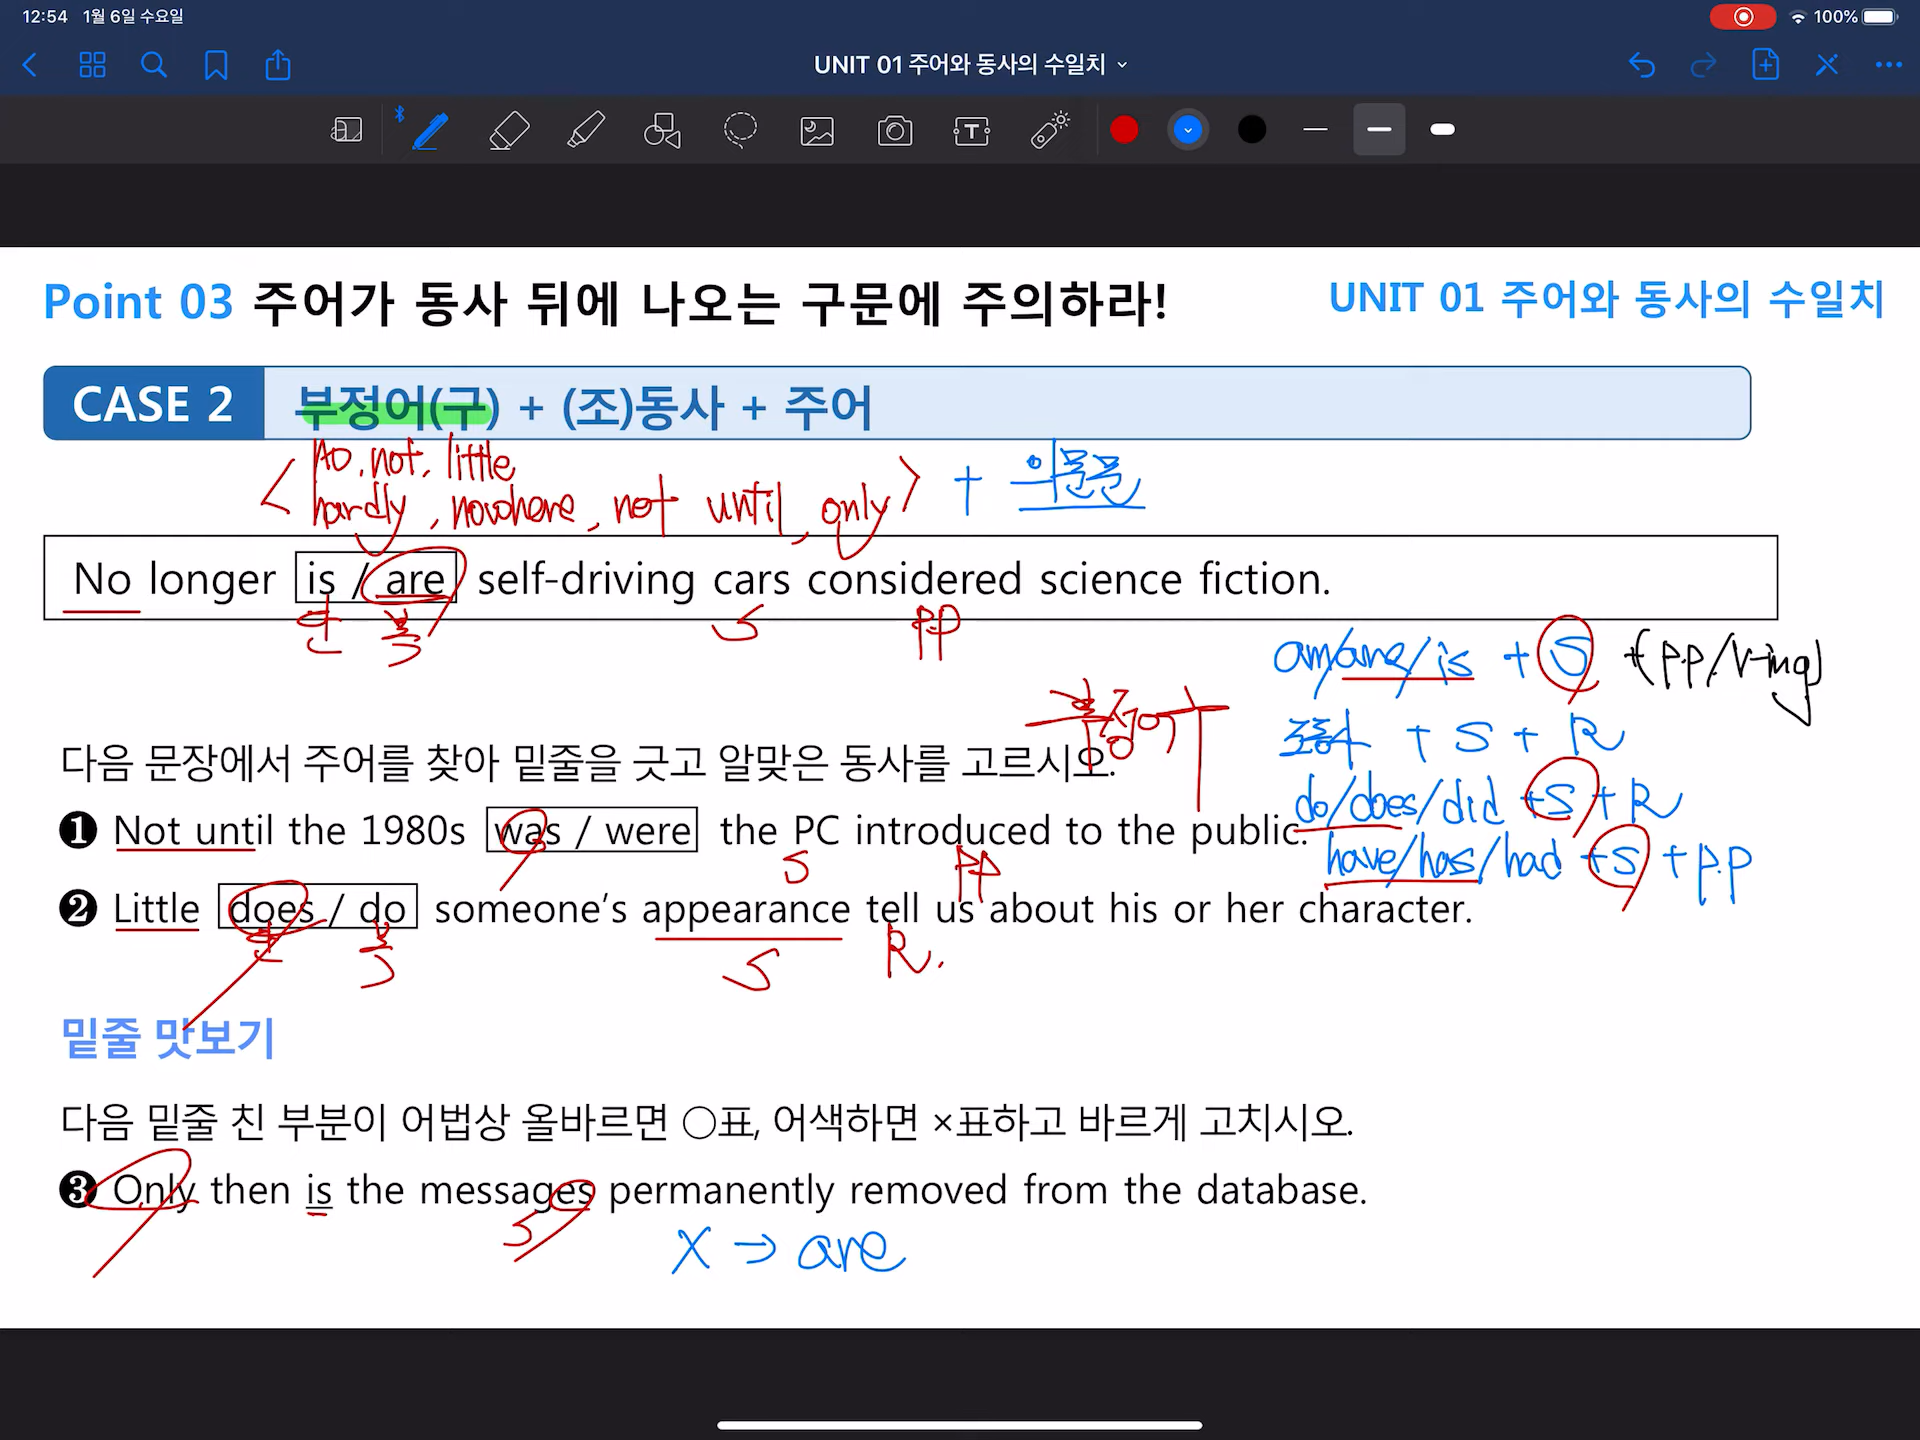 12:54 1월 6일 수요일
100%
UNIT 01 주어와 동사의 수일치
Point 03 주어가 동사 뒤에 나오는 구문에 주의하라!
UNIT 01 주어와 동사의 수일치
CASE 2 부정어(구) + (조)동사 + 주어
no, not, little
hardly, nowhere, not until, only + 의문문
No longer is / are self-driving cars considered science fiction.
단 복 S P.P
am/are/is + S + (p.p/V-ing)
부정어
조동사 + S + R
다음 문장에서 주어를 찾아 밑줄을 긋고 알맞은 동사를 고르시오.
do/does/did + S + R
❶ Not until the 1980s was / were the PC introduced to the public.
S PP
have/has/had + S + p.p
❷ Little does / do someone's appearance tell us about his or her character.
단 복 S R.
밑줄 맛보기
다음 밑줄 친 부분이 어법상 올바르면 ○표, 어색하면 ×표하고 바르게 고치시오.
❸ Only then is the messages permanently removed from the database.
S X → are